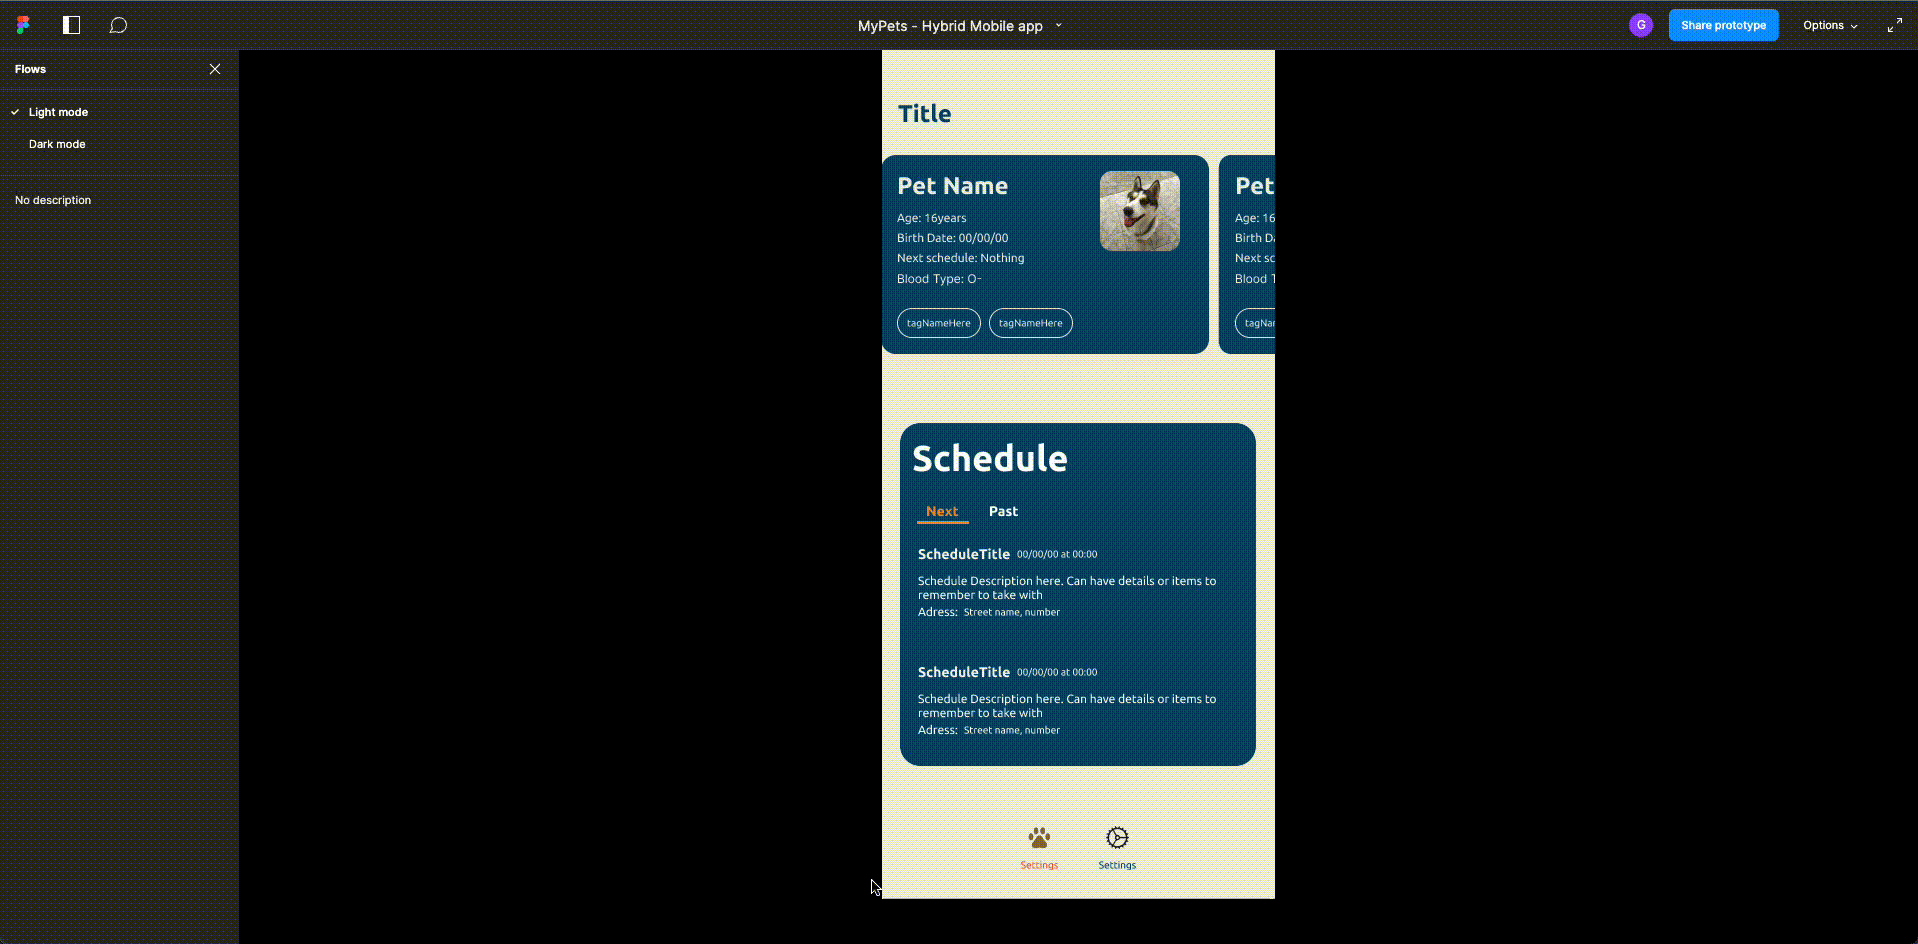 MyPets - Hybrid Mobile app
G
Share prototype
Options
Flows
Light mode
Dark mode
No description
Title
Pet Name
Age: 16years
Birth Date: 00/00/00
Next schedule: Nothing
Blood Type: O-
tagNameHere tagNameHere
Pet
Age: 16
Birth Da
Next sc
Blood T
tagNar
Schedule
Next Past
ScheduleTitle 00/00/00 at 00:00
Schedule Description here. Can have details or items to
remember to take with
Adress: Street name, number
ScheduleTitle 00/00/00 at 00:00
Schedule Description here. Can have details or items to
remember to take with
Adress: Street name, number
Settings Settings